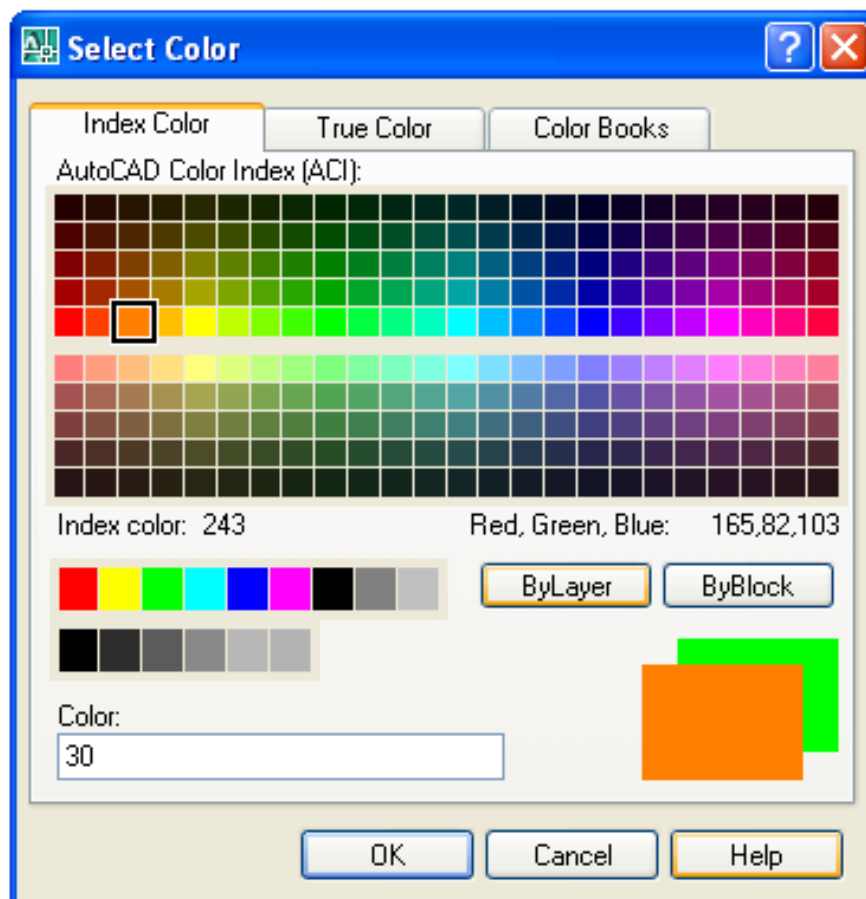 Select Color
Index Color True Color Color Books
AutoCAD Color Index (ACI):
Index color: 243 Red, Green, Blue: 165,82,103
ByLayer ByBlock
Color:
30
OK Cancel Help